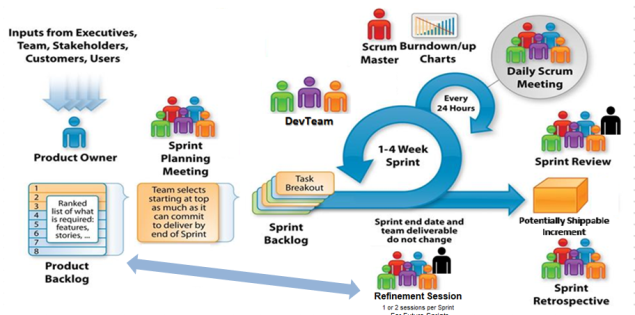 Inputs from Executives,
Team, Stakeholders,
Customers, Users
Product Owner
1
2
3
4
5
6
7
8
Ranked
list of what
is required:
features,
stories, ...
Product
Backlog
Sprint
Planning
Meeting
Team selects
starting at top
as much as it
can commit
to deliver by
end of Sprint
DevTeam
Task
Breakout
Sprint
Backlog
Scrum
Master
Burndown/up
Charts
Every
24 Hours
1-4 Week
Sprint
Daily Scrum
Meeting
Sprint end date and
team deliverable
do not change
Refinement Session
1 or 2 sessions per Sprint
For Future Sprints
Sprint Review
Potentially Shippable
Increment
Sprint
Retrospective